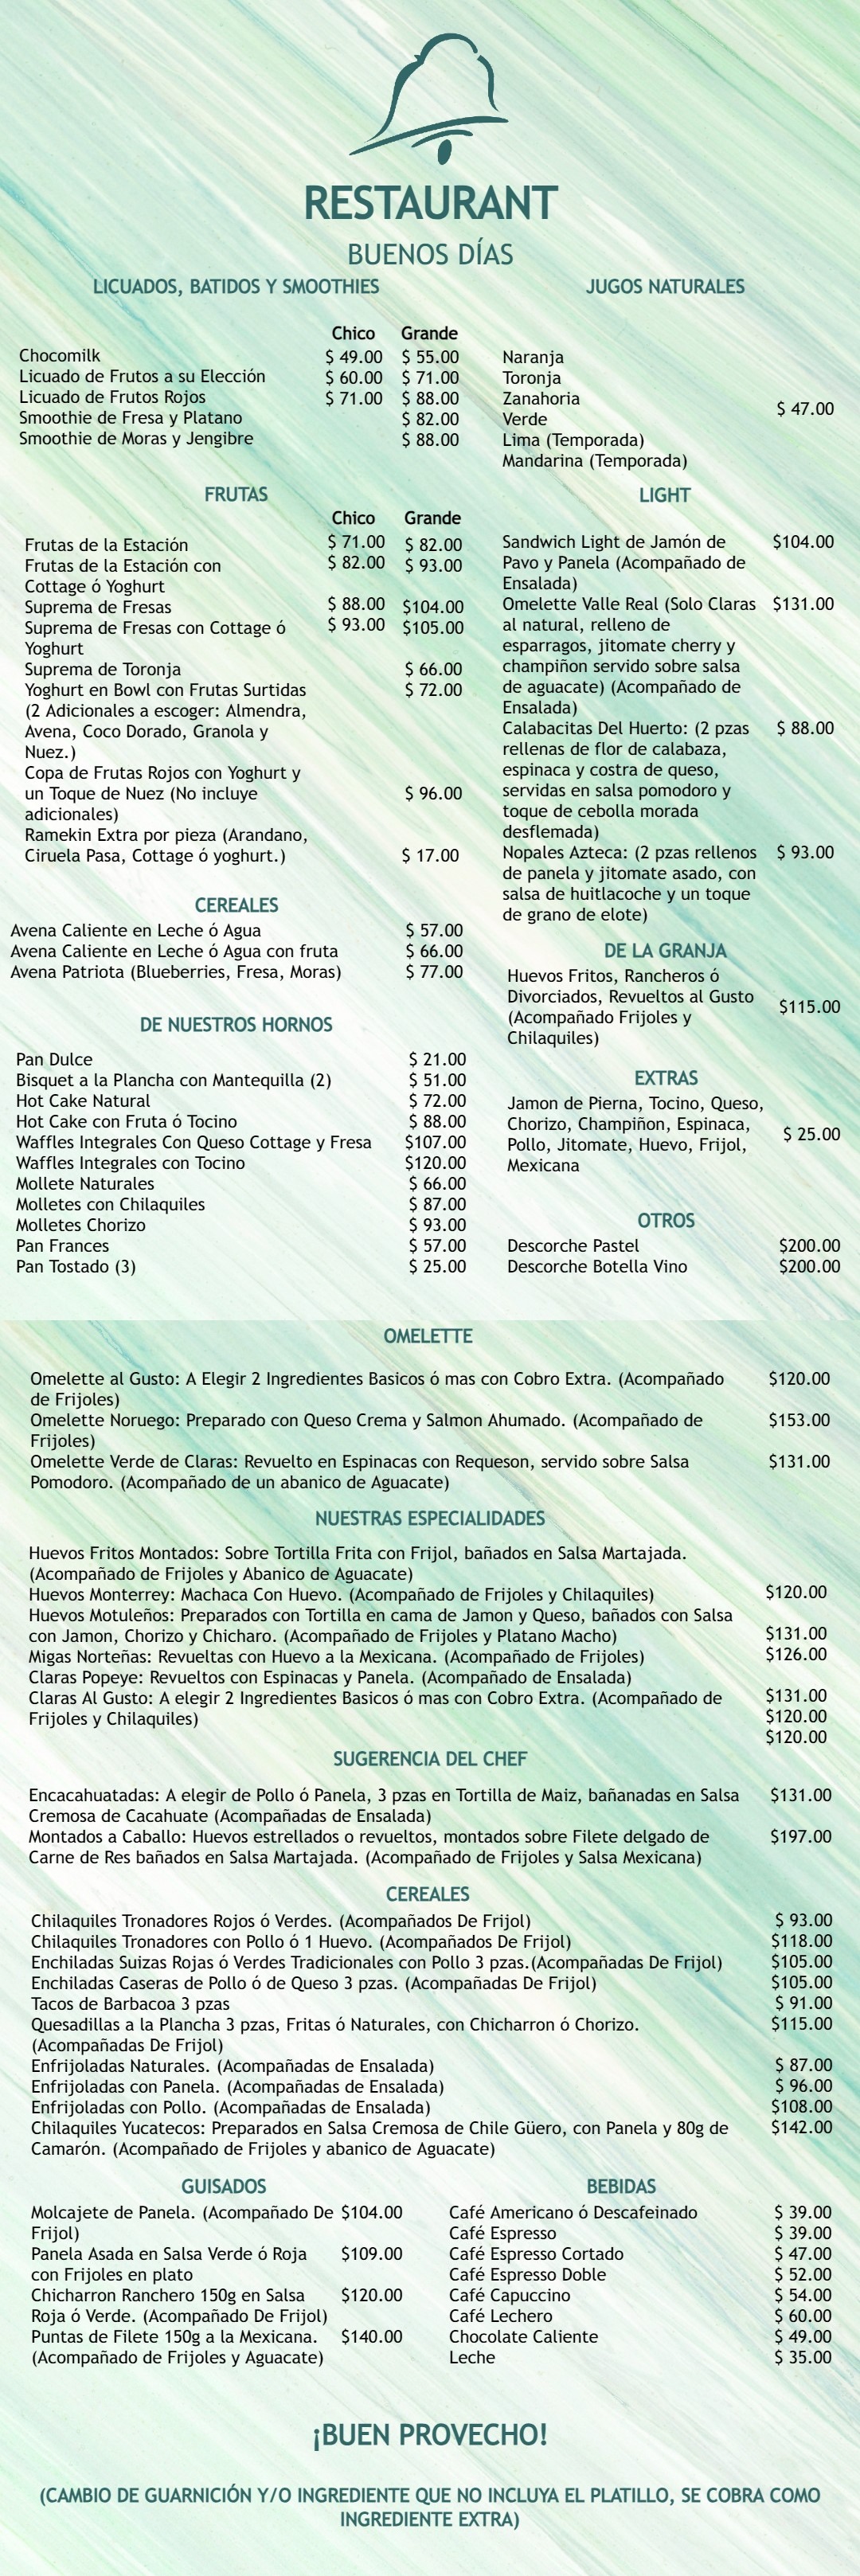 RESTAURANT
BUENOS DÍAS
LICUADOS, BATIDOS Y SMOOTHIES
Chico Grande
Chocomilk $ 49.00 $ 55.00
Licuado de Frutos a su Elección $ 60.00 $ 71.00
Licuado de Frutos Rojos $ 71.00 $ 88.00
Smoothie de Fresa y Platano $ 82.00
Smoothie de Moras y Jengibre $ 88.00
JUGOS NATURALES
Naranja
Toronja
Zanahoria
Verde
$ 47.00
Lima (Temporada)
Mandarina (Temporada)
FRUTAS
Chico Grande
Frutas de la Estación $ 71.00 $ 82.00
Frutas de la Estación con $ 82.00 $ 93.00
Cottage ó Yoghurt
Suprema de Fresas $ 88.00 $104.00
Suprema de Fresas con Cottage ó $ 93.00 $105.00
Yoghurt
Suprema de Toronja $ 66.00
Yoghurt en Bowl con Frutas Surtidas $ 72.00
(2 Adicionales a escoger: Almendra,
Avena, Coco Dorado, Granola y
Nuez.)
Copa de Frutas Rojos con Yoghurt y
un Toque de Nuez (No incluye $ 96.00
adicionales)
Ramekin Extra por pieza (Arandano,
Ciruela Pasa, Cottage ó yoghurt.) $ 17.00
LIGHT
Sandwich Light de Jamón de $104.00
Pavo y Panela (Acompañado de
Ensalada)
Omelette Valle Real (Solo Claras $131.00
al natural, relleno de
esparragos, jitomate cherry y
champiñon servido sobre salsa
de aguacate) (Acompañado de
Ensalada)
Calabacitas Del Huerto: (2 pzas $ 88.00
rellenas de flor de calabaza,
espinaca y costra de queso,
servidas en salsa pomodoro y
toque de cebolla morada
desflemada)
Nopales Azteca: (2 pzas rellenos $ 93.00
de panela y jitomate asado, con
salsa de huitlacoche y un toque
de grano de elote)
CEREALES
Avena Caliente en Leche ó Agua $ 57.00
Avena Caliente en Leche ó Agua con fruta $ 66.00
Avena Patriota (Blueberries, Fresa, Moras) $ 77.00
DE LA GRANJA
Huevos Fritos, Rancheros ó
Divorciados, Revueltos al Gusto
$115.00
(Acompañado Frijoles y
Chilaquiles)
DE NUESTROS HORNOS
Pan Dulce $ 21.00
Bisquet a la Plancha con Mantequilla (2) $ 51.00
Hot Cake Natural $ 72.00
Hot Cake con Fruta ó Tocino $ 88.00
Waffles Integrales Con Queso Cottage y Fresa $107.00
Waffles Integrales con Tocino $120.00
Mollete Naturales $ 66.00
Molletes con Chilaquiles $ 87.00
Molletes Chorizo $ 93.00
Pan Frances $ 57.00
Pan Tostado (3) $ 25.00
EXTRAS
Jamon de Pierna, Tocino, Queso,
Chorizo, Champiñon, Espinaca,
$ 25.00
Pollo, Jitomate, Huevo, Frijol,
Mexicana
OTROS
Descorche Pastel $200.00
Descorche Botella Vino $200.00
OMELETTE
Omelette al Gusto: A Elegir 2 Ingredientes Basicos ó mas con Cobro Extra. (Acompañado $120.00
de Frijoles)
Omelette Noruego: Preparado con Queso Crema y Salmon Ahumado. (Acompañado de $153.00
Frijoles)
Omelette Verde de Claras: Revuelto en Espinacas con Requeson, servido sobre Salsa $131.00
Pomodoro. (Acompañado de un abanico de Aguacate)
NUESTRAS ESPECIALIDADES
Huevos Fritos Montados: Sobre Tortilla Frita con Frijol, bañados en Salsa Martajada.
(Acompañado de Frijoles y Abanico de Aguacate)
Huevos Monterrey: Machaca Con Huevo. (Acompañado de Frijoles y Chilaquiles) $120.00
Huevos Motuleños: Preparados con Tortilla en cama de Jamon y Queso, bañados con Salsa
con Jamon, Chorizo y Chicharo. (Acompañado de Frijoles y Platano Macho) $131.00
Migas Norteñas: Revueltas con Huevo a la Mexicana. (Acompañado de Frijoles) $126.00
Claras Popeye: Revueltos con Espinacas y Panela. (Acompañado de Ensalada)
Claras Al Gusto: A elegir 2 Ingredientes Basicos ó mas con Cobro Extra. (Acompañado de $131.00
Frijoles y Chilaquiles) $120.00
$120.00
SUGERENCIA DEL CHEF
Encacahuatadas: A elegir de Pollo ó Panela, 3 pzas en Tortilla de Maiz, bañanadas en Salsa $131.00
Cremosa de Cacahuate (Acompañadas de Ensalada)
Montados a Caballo: Huevos estrellados o revueltos, montados sobre Filete delgado de $197.00
Carne de Res bañados en Salsa Martajada. (Acompañado de Frijoles y Salsa Mexicana)
CEREALES
Chilaquiles Tronadores Rojos ó Verdes. (Acompañados De Frijol) $ 93.00
Chilaquiles Tronadores con Pollo ó 1 Huevo. (Acompañados De Frijol) $118.00
Enchiladas Suizas Rojas ó Verdes Tradicionales con Pollo 3 pzas.(Acompañadas De Frijol) $105.00
Enchiladas Caseras de Pollo ó de Queso 3 pzas. (Acompañadas De Frijol) $105.00
Tacos de Barbacoa 3 pzas $ 91.00
Quesadillas a la Plancha 3 pzas, Fritas ó Naturales, con Chicharron ó Chorizo. $115.00
(Acompañadas De Frijol)
Enfrijoladas Naturales. (Acompañadas de Ensalada) $ 87.00
Enfrijoladas con Panela. (Acompañadas de Ensalada) $ 96.00
Enfrijoladas con Pollo. (Acompañadas de Ensalada) $108.00
Chilaquiles Yucatecos: Preparados en Salsa Cremosa de Chile Güero, con Panela y 80g de $142.00
Camarón. (Acompañado de Frijoles y abanico de Aguacate)
GUISADOS
Molcajete de Panela. (Acompañado De $104.00
Frijol)
Panela Asada en Salsa Verde ó Roja $109.00
con Frijoles en plato
Chicharron Ranchero 150g en Salsa $120.00
Roja ó Verde. (Acompañado De Frijol)
Puntas de Filete 150g a la Mexicana. $140.00
(Acompañado de Frijoles y Aguacate)
BEBIDAS
Café Americano ó Descafeinado $ 39.00
Café Espresso $ 39.00
Café Espresso Cortado $ 47.00
Café Espresso Doble $ 52.00
Café Capuccino $ 54.00
Café Lechero $ 60.00
Chocolate Caliente $ 49.00
Leche $ 35.00
¡BUEN PROVECHO!
(CAMBIO DE GUARNICIÓN Y/O INGREDIENTE QUE NO INCLUYA EL PLATILLO, SE COBRA COMO
INGREDIENTE EXTRA)